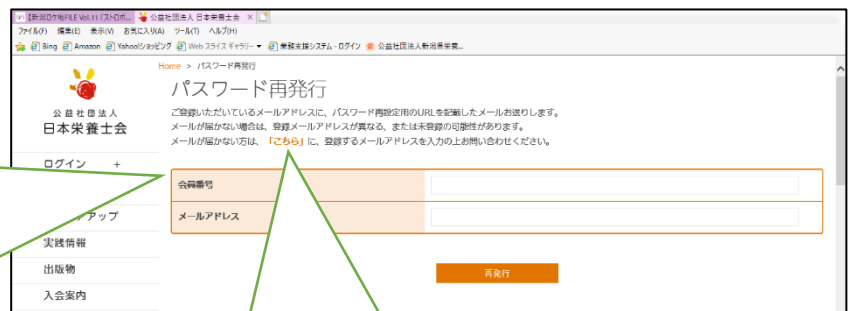 【新潟ロケ地FILE Vol.11『ストロボ...
公益社団法人 日本栄養士会
ファイル(F) 編集(E) 表示(V) お気に入り(A) ツール(T) ヘルプ(H)
Bing Amazon Yahoo!ショッピング Web スライス ギャラリー 業務支援システム - ログイン 公益社団法人新潟県栄養...
Home > パスワード再発行
パスワード再発行
ご登録いただいているメールアドレスに、パスワード再設定用のURLを記載したメールお送りします。
メールが届かない場合は、登録メールアドレスが異なる、または未登録の可能性があります。
メールが届かない方は、「こちら」に、登録するメールアドレスを入力の上お問い合わせください。
公益社団法人
日本栄養士会
ログイン +
アップ
実践情報
出版物
入会案内
会員番号
メールアドレス
再発行